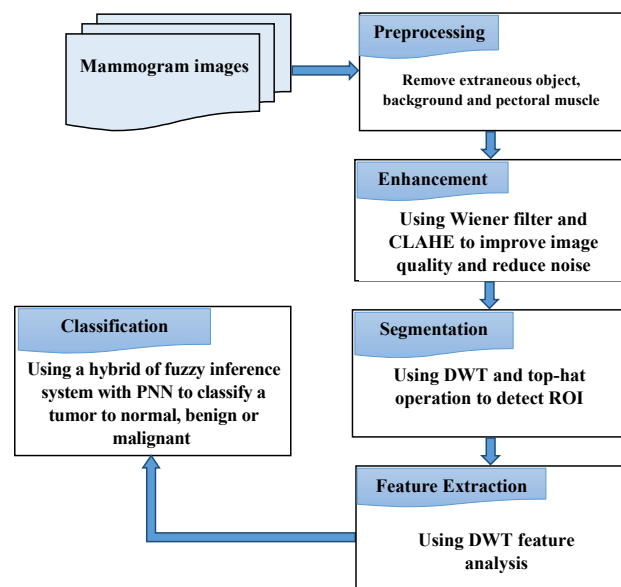 Mammogram images
Preprocessing
Remove extraneous object,
background and pectoral muscle
Enhancement
Using Wiener filter and
CLAHE to improve image
quality and reduce noise
Segmentation
Using DWT and top-hat
operation to detect ROI
Feature Extraction
Using DWT feature
analysis
Classification
Using a hybrid of fuzzy inference
system with PNN to classify a
tumor to normal, benign or
malignant